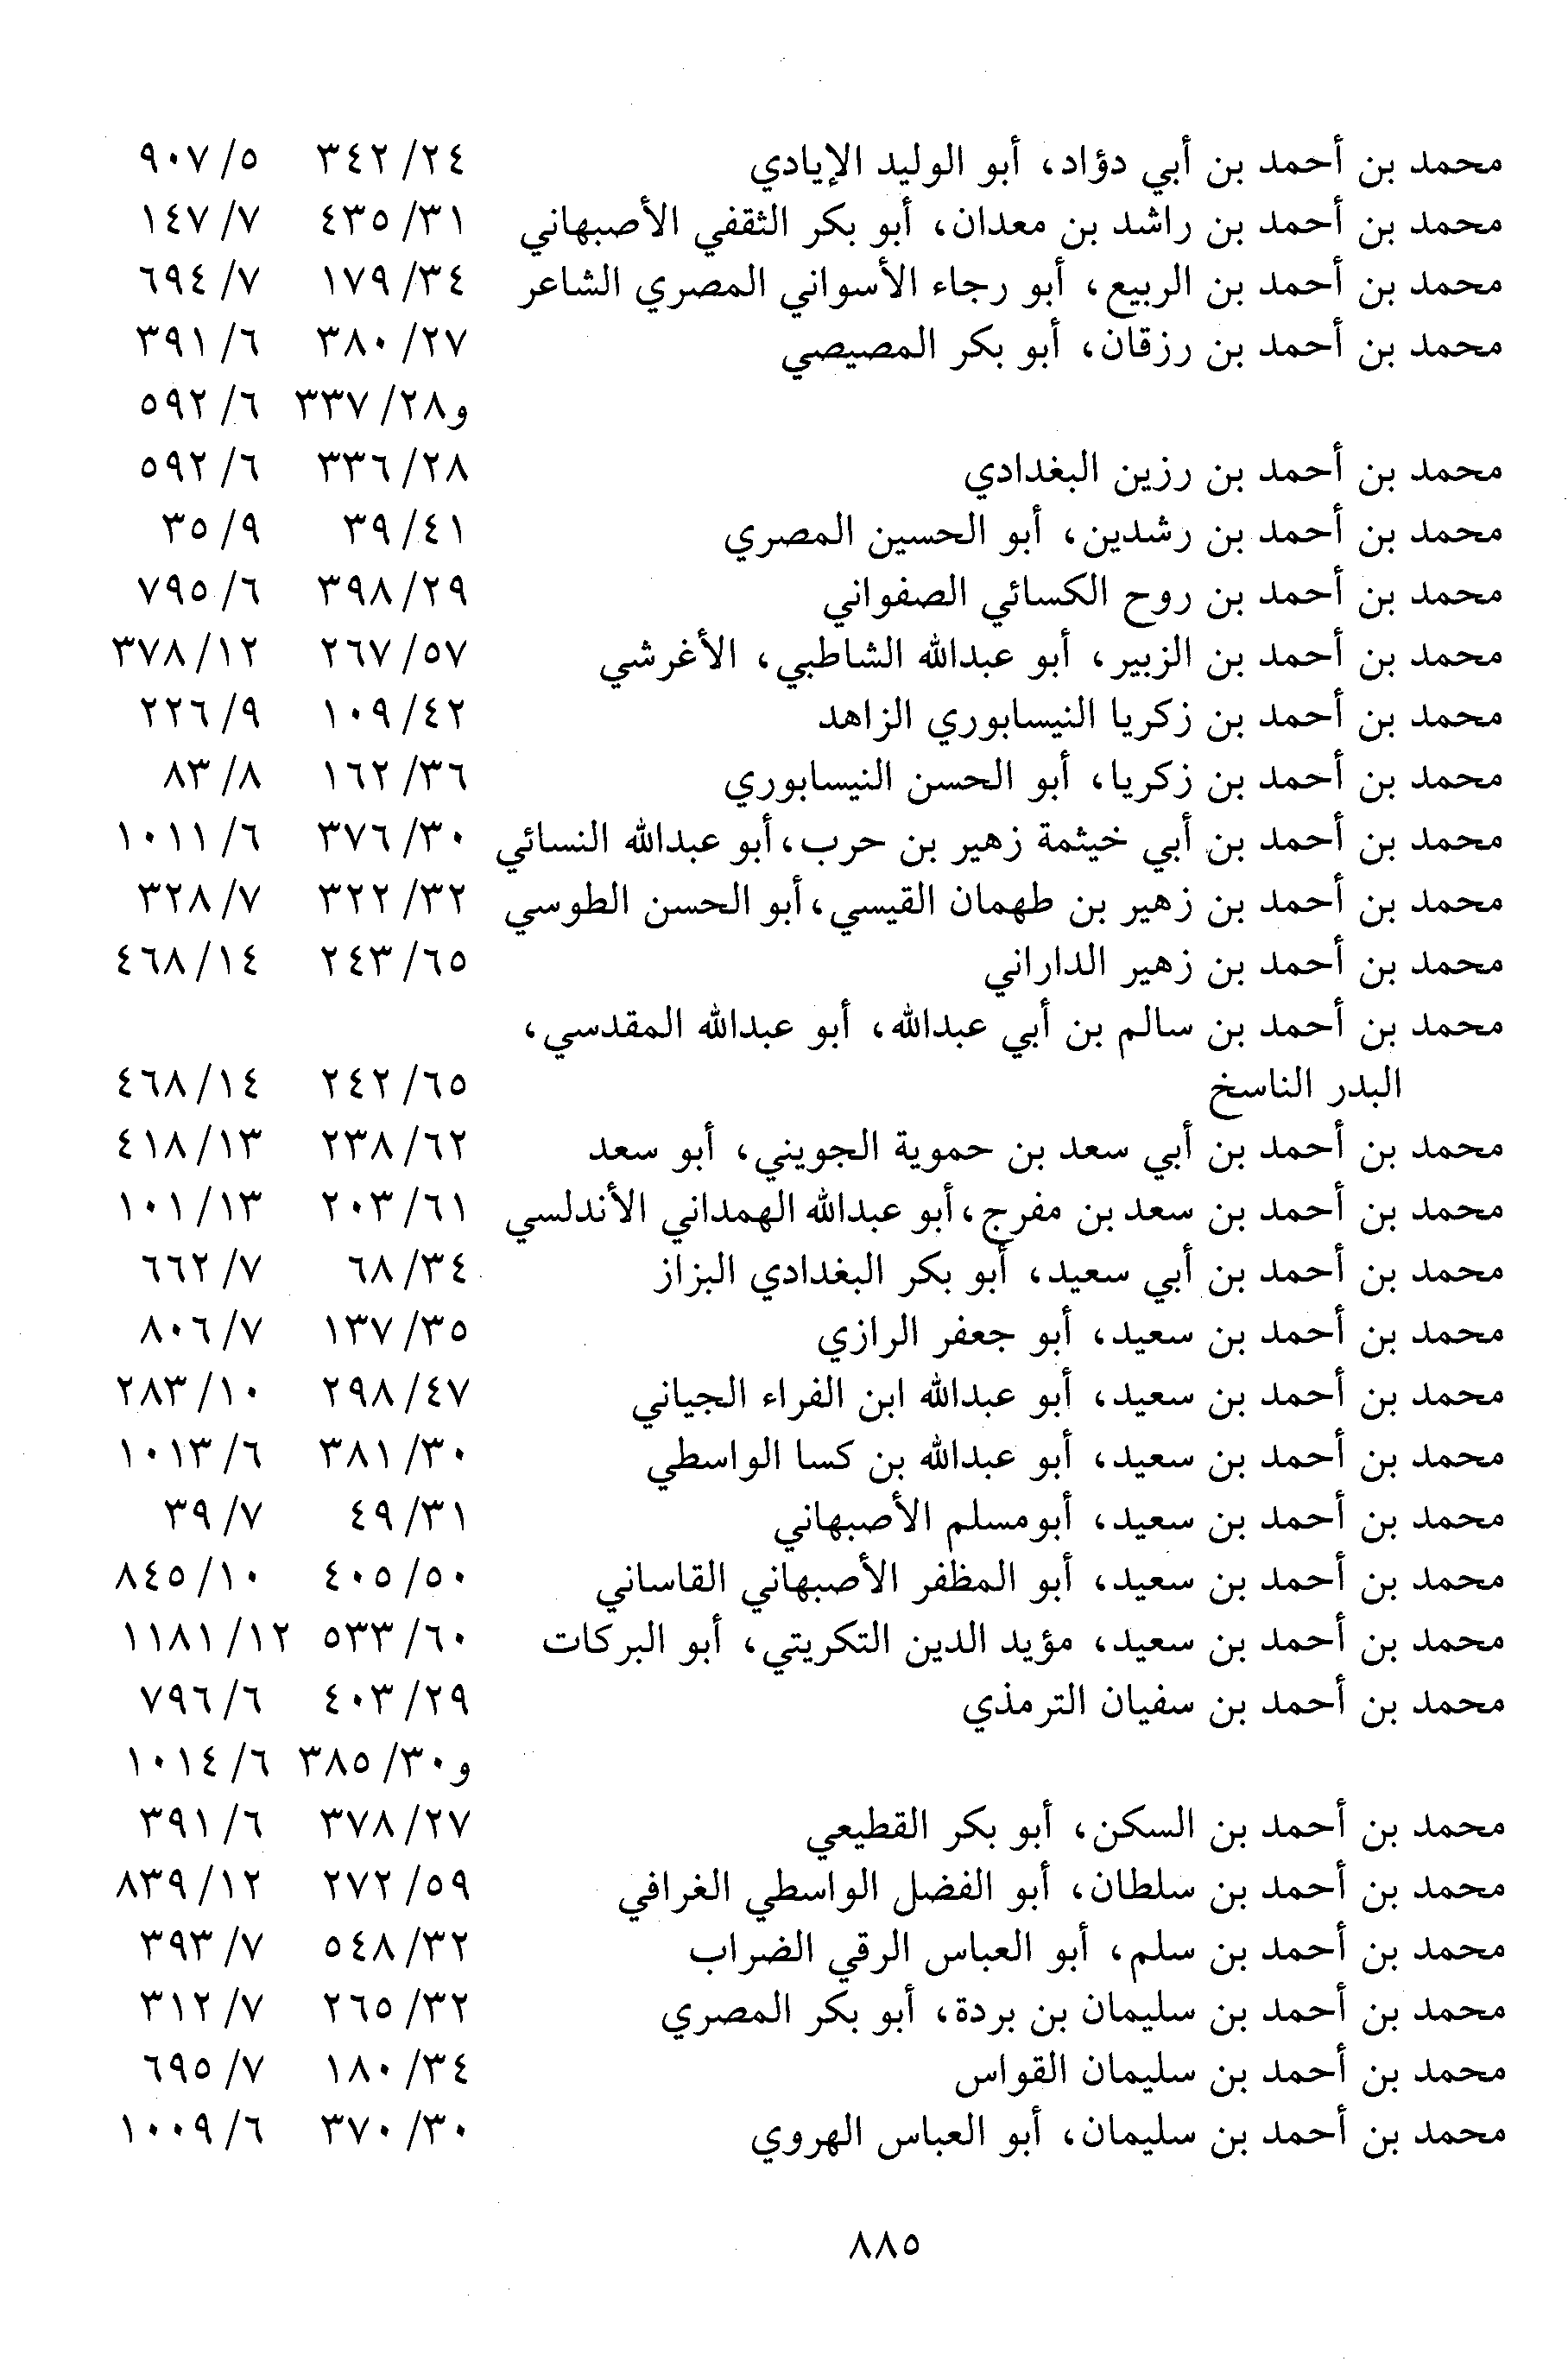 محمد بن أحمد بن أبي دؤاد، أبو الوليد الإيادي ٢٤/ ٣٤٢ ٥/ ٩٠٧
محمد بن أحمد بن راشد بن معدان، أبو بكر الثقفي الأصبهاني ٣١/ ٤٣٥ ٧/ ١٤٧
محمد بن أحمد بن الربيع، أبو رجاء الأسواني المصري الشاعر ٣٤/ ١٧٩ ٧/ ٦٩٤
محمد بن أحمد بن رزقان، أبو بكر المصيصي ٢٧/ ٣٨٠ ٦/ ٣٩١
و٢٨/ ٣٣٧ ٦/ ٥٩٢
محمد بن أحمد بن رزين البغدادي ٢٨/ ٣٣٦ ٦/ ٥٩٢
محمد بن أحمد بن رشدين، أبو الحسين المصري ٤١/ ٣٩ ٩/ ٣٥
محمد بن أحمد بن روح الكسائي الصفواني ٢٩/ ٣٩٨ ٦/ ٧٩٥
محمد بن أحمد بن الزبير، أبو عبدالله الشاطبي، الأغرشي ٥٧/ ٢٦٧ ١٢/ ٣٧٨
محمد بن أحمد بن زكريا النيسابوري الزاهد ٤٢/ ١٠٩ ٩/ ٢٢٦
محمد بن أحمد بن زكريا، أبو الحسن النيسابوري ٣٦/ ١٦٢ ٨/ ٨٣
محمد بن أحمد بن أبي خيثمة زهير بن حرب، أبو عبدالله النسائي ٣٠/ ٣٧٦ ٦/ ١٠١١
محمد بن أحمد بن زهير بن طهمان القيسي، أبو الحسن الطوسي ٣٢/ ٣٢٢ ٧/ ٣٢٨
محمد بن أحمد بن زهير الداراني ٦٥/ ٢٤٣ ١٤/ ٤٦٨
محمد بن أحمد بن سالم بن أبي عبدالله، أبو عبدالله المقدسي،
البدر الناسخ ٦٥/ ٢٤٢ ١٤/ ٤٦٨
محمد بن أحمد بن أبي سعد بن حموية الجويني، أبو سعد ٦٢/ ٢٣٨ ١٣/ ٤١٨
محمد بن أحمد بن سعد بن مفرج، أبو عبدالله الهمداني الأندلسي ٦١/ ٢٠٣ ١٣/ ١٠١
محمد بن أحمد بن أبي سعيد، أبو بكر البغدادي البزاز ٣٤/ ٦٨ ٧/ ٦٦٢
محمد بن أحمد بن سعيد، أبو جعفر الرازي ٣٥/ ١٣٧ ٧/ ٨٠٦
محمد بن أحمد بن سعيد، أبو عبدالله ابن الفراء الجياني ٤٧/ ٢٩٨ ١٠/ ٢٨٣
محمد بن أحمد بن سعيد، أبو عبدالله بن كسا الواسطي ٣٠/ ٣٨١ ٦/ ١٠١٣
محمد بن أحمد بن سعيد، أبومسلم الأصبهاني ٣١/ ٤٩ ٧/ ٣٩
محمد بن أحمد بن سعيد، أبو المظفر الأصبهاني القاساني ٥٠/ ٤٠٥ ١٠/ ٨٤٥
محمد بن أحمد بن سعيد، مؤيد الدين التكريتي، أبو البركات ٦٠/ ٥٣٣ ١٢/ ١١٨١
محمد بن أحمد بن سفيان الترمذي ٢٩/ ٤٠٣ ٦/ ٧٩٦
و٣٠/ ٣٨٥ ٦/ ١٠١٤
محمد بن أحمد بن السكن، أبو بكر القطيعي ٢٧/ ٣٧٨ ٦/ ٣٩١
محمد بن أحمد بن سلطان، أبو الفضل الواسطي الغرافي ٥٩/ ٢٧٢ ١٢/ ٨٣٩
محمد بن أحمد بن سلم، أبو العباس الرقي الضراب ٣٢/ ٥٤٨ ٧/ ٣٩٣
محمد بن أحمد بن سليمان بن بردة، أبو بكر المصري ٣٢/ ٢٦٥ ٧/ ٣١٢
محمد بن أحمد بن سليمان القواس ٣٤/ ١٨٠ ٧/ ٦٩٥
محمد بن أحمد بن سليمان، أبو العباس الهروي ٣٠/ ٣٧٠ ٦/ ١٠٠٩
٨٨٥